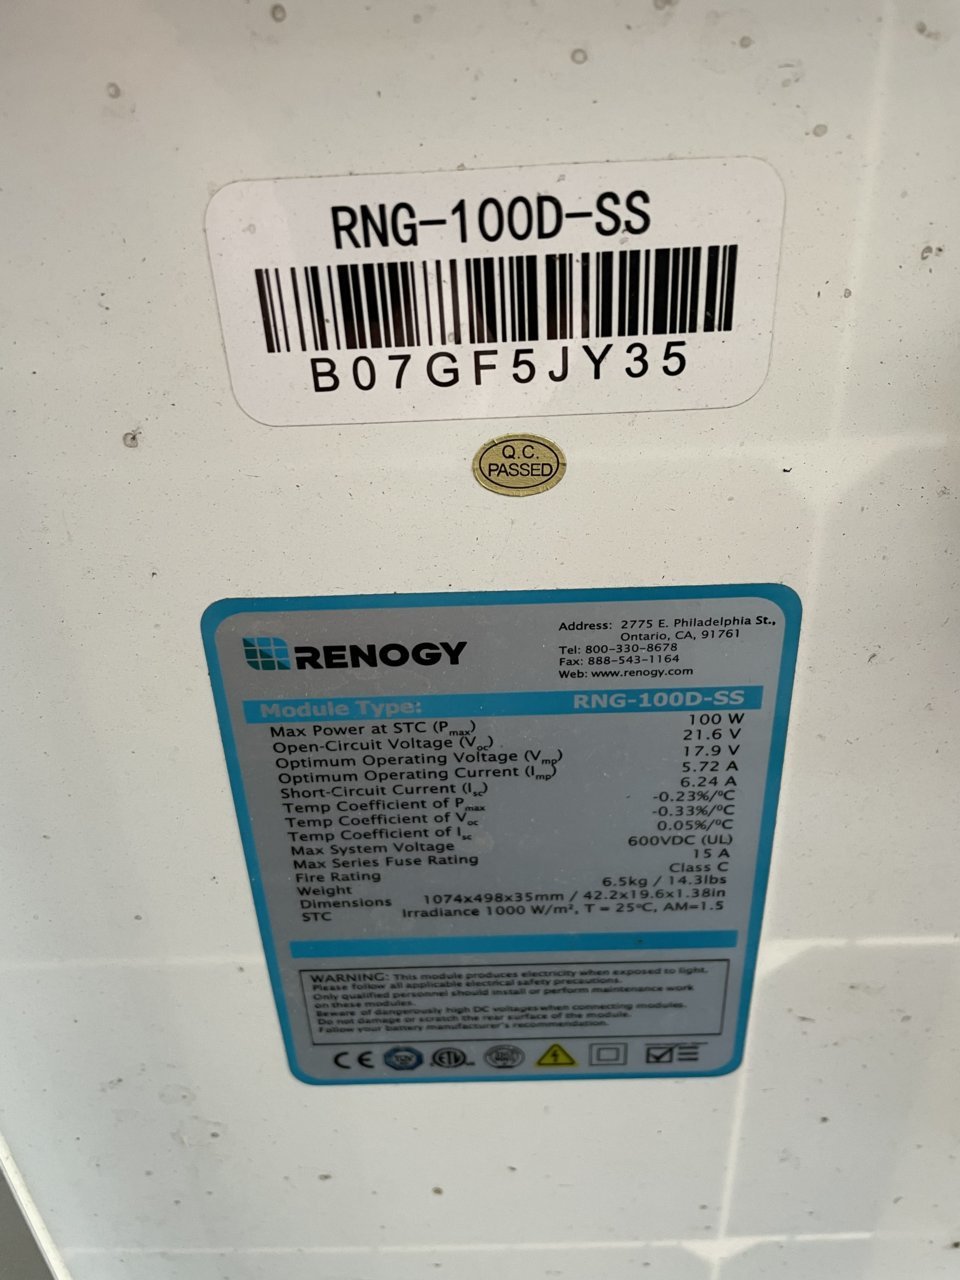 RNG-100D-SS
B07GF5JY35
Q.C.
PASSED
RENOGY
Address: 2775 E. Philadelphia St.,
Ontario, CA, 91761
Tel: 800-330-8678
Fax: 888-543-1164
Web: www.renogy.com
Module Type: RNG-100D-SS
Max Power at STC (Pmax) 100 W
Open-Circuit Voltage (Voc) 21.6 V
Optimum Operating Voltage (Vmp) 17.9 V
Optimum Operating Current (Imp) 5.72 A
Short-Circuit Current (Isc) 6.24 A
Temp Coefficient of Pmax -0.23%/ºC
Temp Coefficient of Voc -0.33%/ºC
Temp Coefficient of Isc 0.05%/ºC
Max System Voltage 600VDC (UL)
Max Series Fuse Rating 15 A
Fire Rating Class C
Weight 6.5kg / 14.3lbs
Dimensions 1074x498x35mm / 42.2x19.6x1.38in
STC Irradiance 1000 W/m², T = 25ºC, AM=1.5
WARNING: This module produces electricity when exposed to light.
Please follow all applicable electrical safety precautions.
Only qualified personnel should install or perform maintenance work
on these modules.
Beware of dangerously high DC voltages when connecting modules.
Do not damage or scratch the rear surface of the module.
Follow your battery manufacturer's recommendation.
CE TUV ETL